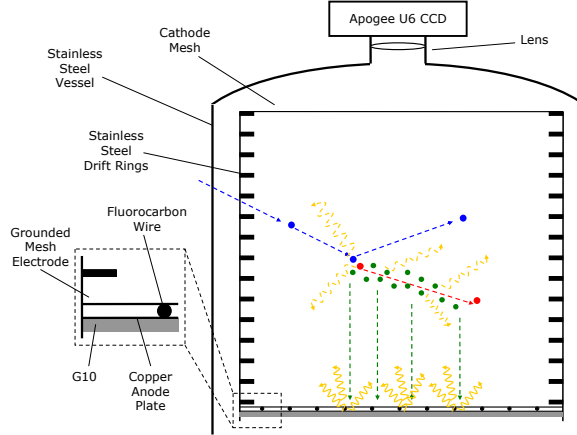 Apogee U6 CCD
Cathode
Mesh
Lens
Stainless
Steel
Vessel
Stainless
Steel
Drift Rings
Fluorocarbon
Wire
Grounded
Mesh
Electrode
G10
Copper
Anode
Plate